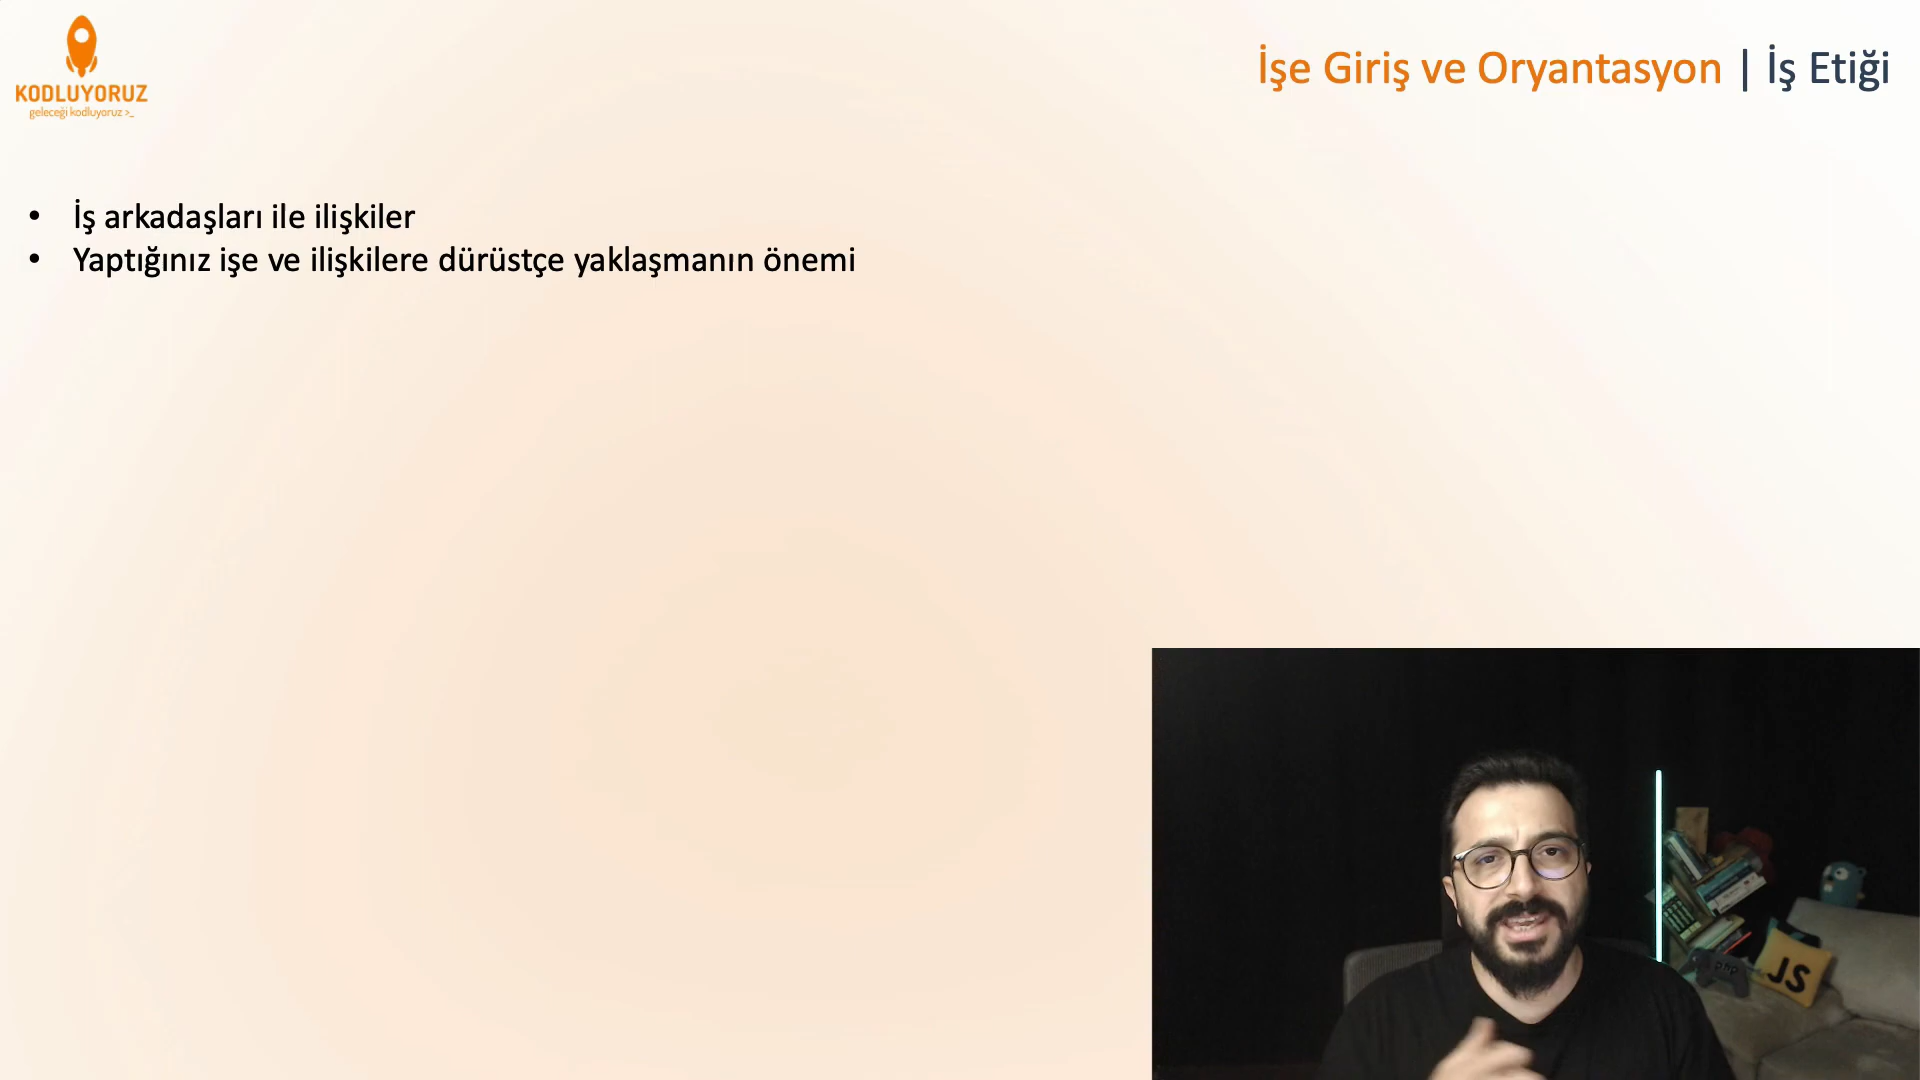 KODLUYORUZ
geleceği kodluyoruz >_
İşe Giriş ve Oryantasyon | İş Etiği
• İş arkadaşları ile ilişkiler
• Yaptığınız işe ve ilişkilere dürüstçe yaklaşmanın önemi
php
JS